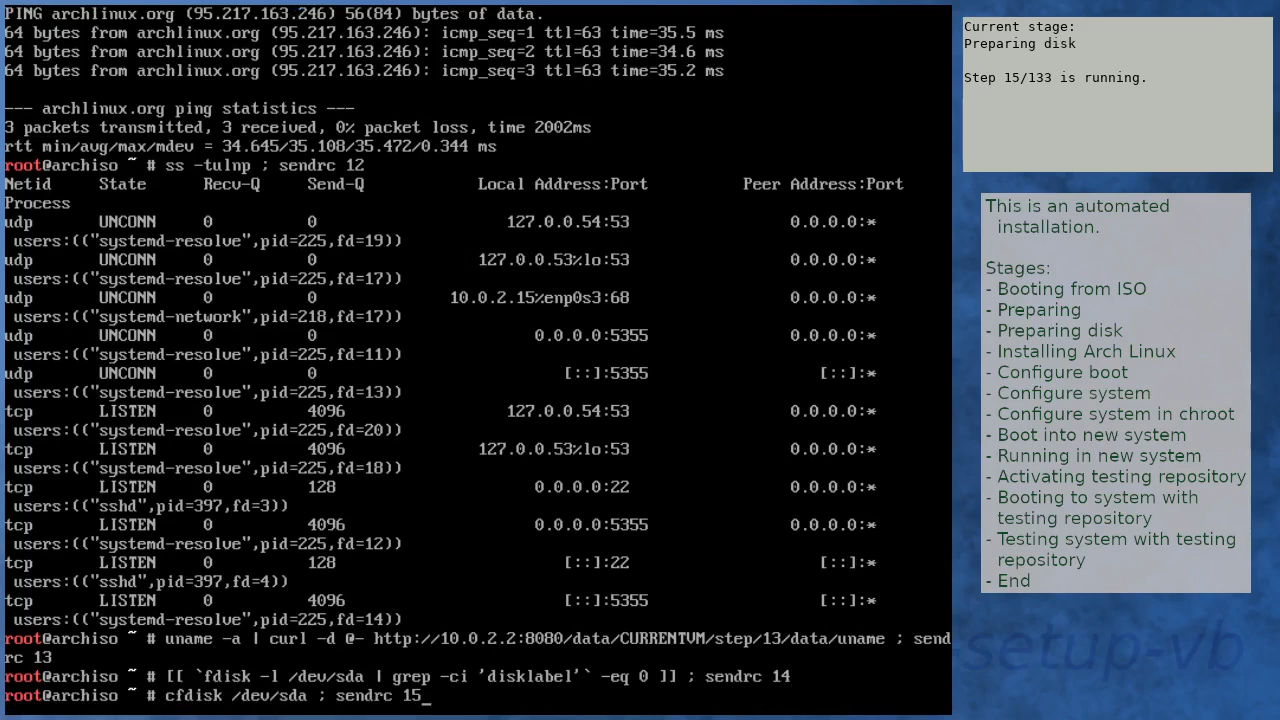 PING archlinux.org (95.217.163.246) 56(84) bytes of data.
64 bytes from archlinux.org (95.217.163.246): icmp_seq=1 ttl=63 time=35.5 ms
64 bytes from archlinux.org (95.217.163.246): icmp_seq=2 ttl=63 time=34.6 ms
64 bytes from archlinux.org (95.217.163.246): icmp_seq=3 ttl=63 time=35.2 ms
--- archlinux.org ping statistics ---
3 packets transmitted, 3 received, 0% packet loss, time 2002ms
rtt min/avg/max/mdev = 34.645/35.108/35.472/0.344 ms
root@archiso ~ # ss -tulnp ; sendrc 12
Netid State Recv-Q Send-Q Local Address:Port Peer Address:Port
Process
udp UNCONN 0 0 127.0.0.54:53 0.0.0.0:*
users:(("systemd-resolve",pid=225,fd=19))
udp UNCONN 0 0 127.0.0.53%lo:53 0.0.0.0:*
users:(("systemd-resolve",pid=225,fd=17))
udp UNCONN 0 0 10.0.2.15%enp0s3:68 0.0.0.0:*
users:(("systemd-network",pid=218,fd=17))
udp UNCONN 0 0 0.0.0.0:5355 0.0.0.0:*
users:(("systemd-resolve",pid=225,fd=11))
udp UNCONN 0 0 [::]:5355 [::]:*
users:(("systemd-resolve",pid=225,fd=13))
tcp LISTEN 0 4096 127.0.0.54:53 0.0.0.0:*
users:(("systemd-resolve",pid=225,fd=20))
tcp LISTEN 0 4096 127.0.0.53%lo:53 0.0.0.0:*
users:(("systemd-resolve",pid=225,fd=18))
tcp LISTEN 0 128 0.0.0.0:22 0.0.0.0:*
users:(("sshd",pid=397,fd=3))
tcp LISTEN 0 4096 0.0.0.0:5355 0.0.0.0:*
users:(("systemd-resolve",pid=225,fd=12))
tcp LISTEN 0 128 [::]:22 [::]:*
users:(("sshd",pid=397,fd=4))
tcp LISTEN 0 4096 [::]:5355 [::]:*
users:(("systemd-resolve",pid=225,fd=14))
root@archiso ~ # uname -a | curl -d @- http://10.0.2.2:8080/data/CURRENTVM/step/13/data/uname ; send
rc 13
root@archiso ~ # [[ `fdisk -l /dev/sda | grep -ci 'disklabel'` -eq 0 ]] ; sendrc 14
root@archiso ~ # cfdisk /dev/sda ; sendrc 15_
Current stage:
Preparing disk
Step 15/133 is running.
This is an automated
installation.
Stages:
- Booting from ISO
- Preparing
- Preparing disk
- Installing Arch Linux
- Configure boot
- Configure system
- Configure system in chroot
- Boot into new system
- Running in new system
- Activating testing repository
- Booting to system with
testing repository
- Testing system with testing
repository
- End
setup-vb